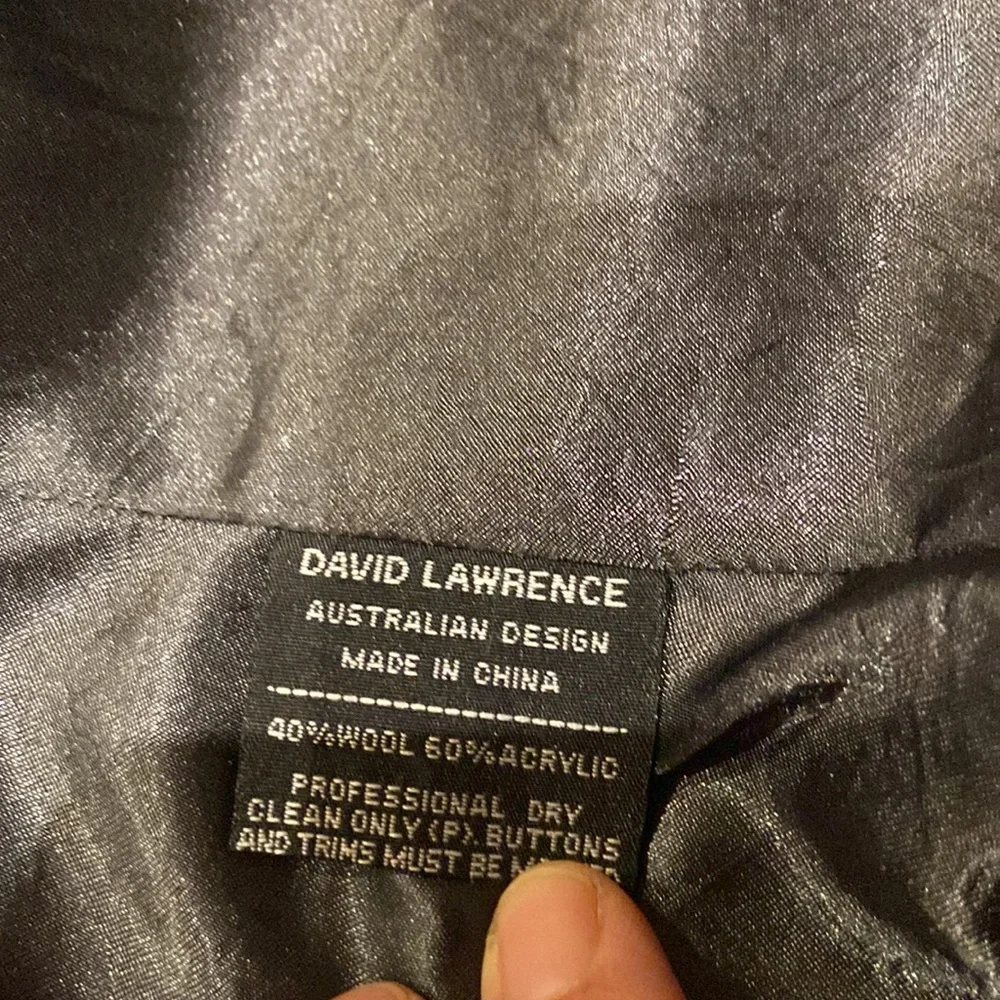 DAVID LAWRENCE
AUSTRALIAN DESIGN
MADE IN CHINA
40%WOOL 60%ACRYLIC
PROFESSIONAL DRY
CLEAN ONLY (P). BUTTONS
AND TRIMS MUST BE